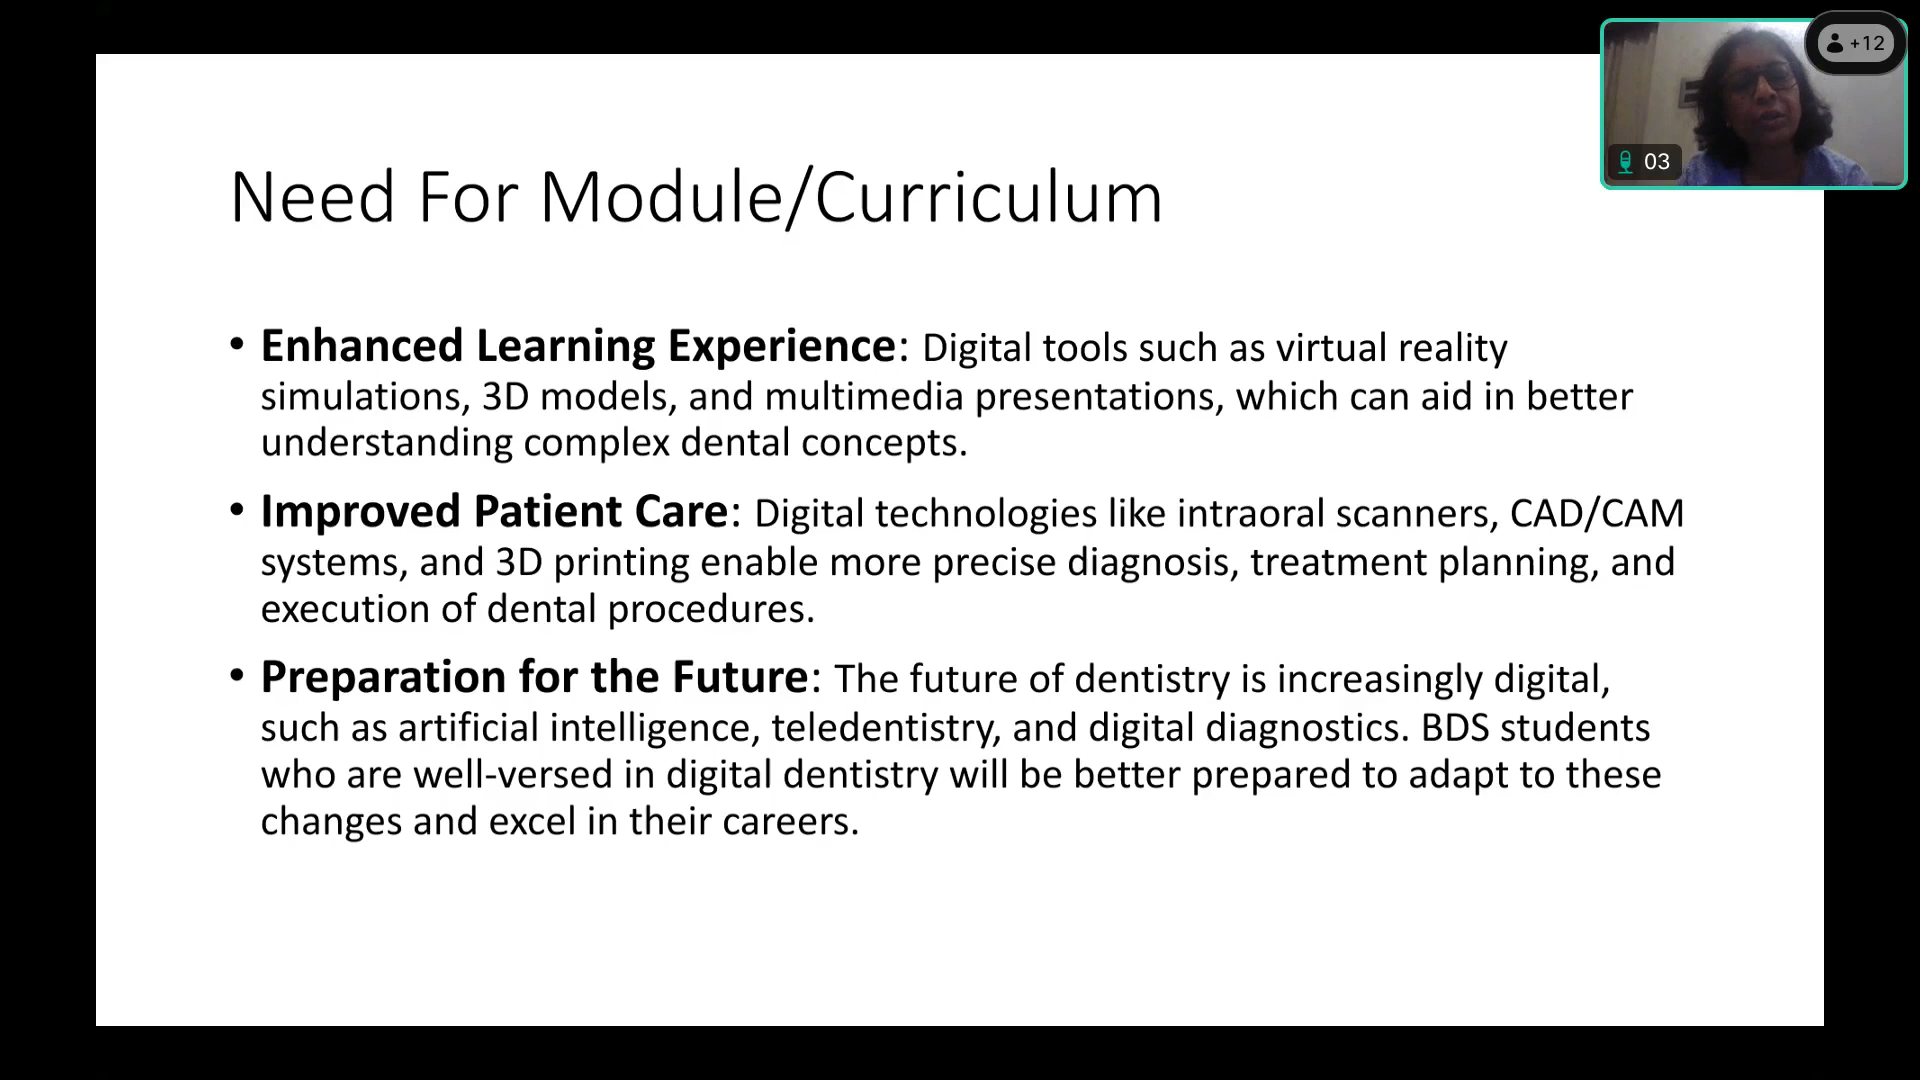 +12
03
Need For Module/Curriculum
• Enhanced Learning Experience: Digital tools such as virtual reality
simulations, 3D models, and multimedia presentations, which can aid in better
understanding complex dental concepts.
• Improved Patient Care: Digital technologies like intraoral scanners, CAD/CAM
systems, and 3D printing enable more precise diagnosis, treatment planning, and
execution of dental procedures.
• Preparation for the Future: The future of dentistry is increasingly digital,
such as artificial intelligence, teledentistry, and digital diagnostics. BDS students
who are well-versed in digital dentistry will be better prepared to adapt to these
changes and excel in their careers.